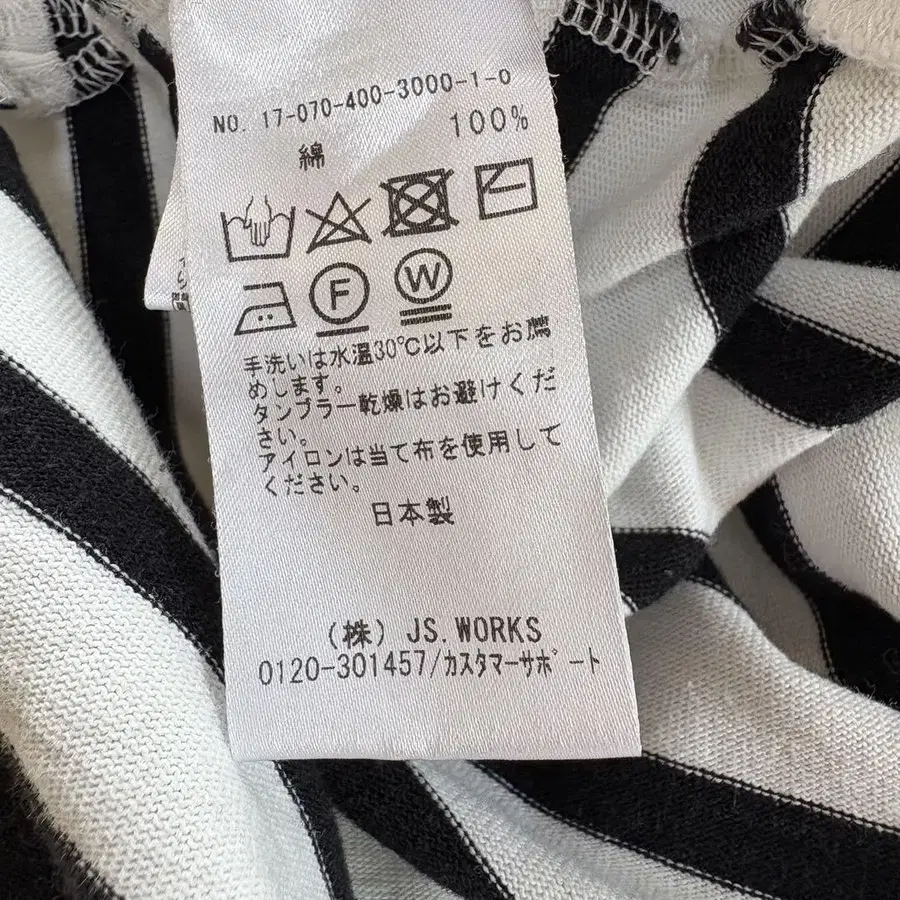 NO. 17-070-400-3000-1-0
綿 100%
F W
手洗いは水温30℃以下をお薦
めします。
タンブラー乾燥はお避けくだ
さい。
アイロンは当て布を使用して
ください。
日本製
(株) JS.WORKS
0120-301457/カスタマーサポート